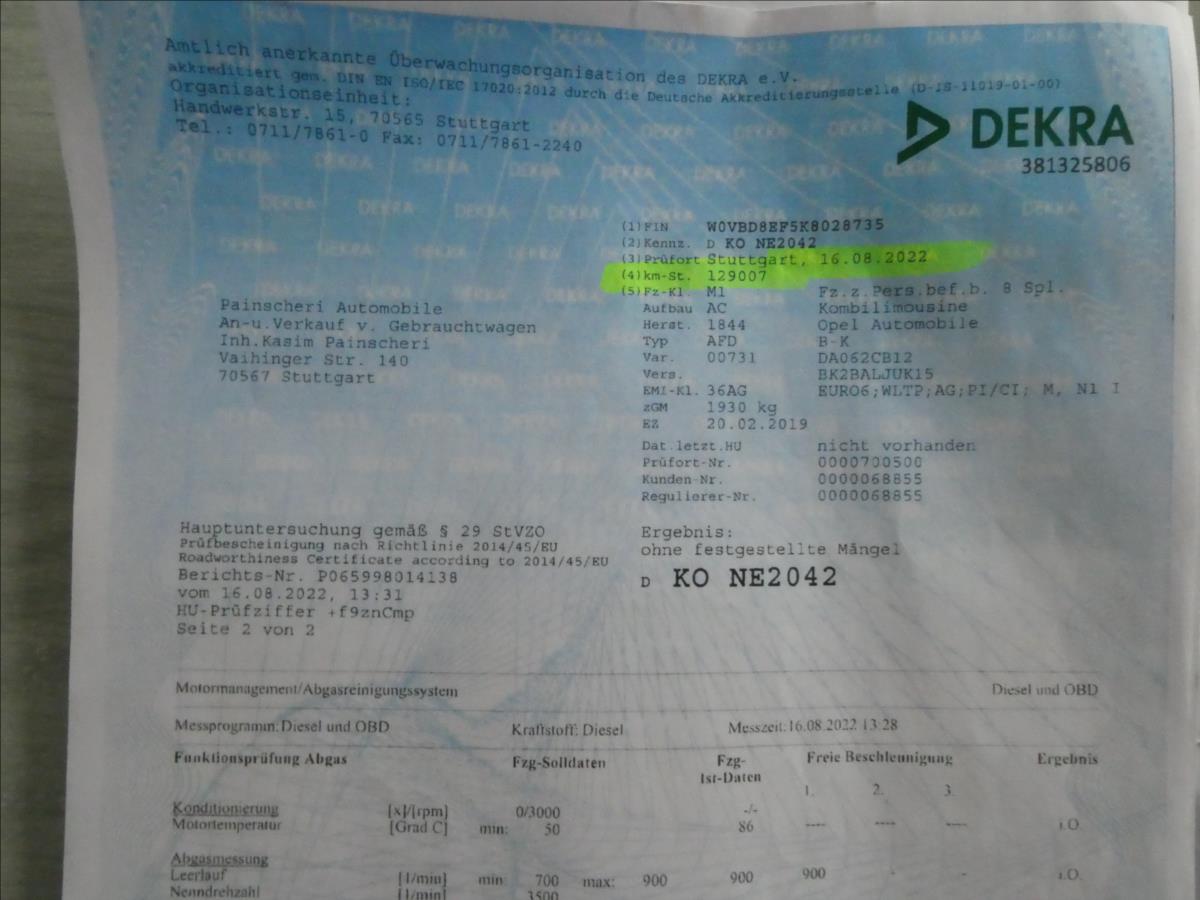 Amtlich anerkannte Überwachungsorganisation des DEKRA e.V.
akkreditiert gem. DIN EN ISO/IEC 17020:2012 durch die Deutsche Akkreditierungsstelle (D-IS-11019-01-00)
Organisationseinheit:
Handwerkstr. 15, 70565 Stuttgart
Tel.: 0711/7861-0 Fax: 0711/7861-2240
DEKRA
381325806
(1) FIN W0VBD8EF5K8028735
(2) Kennz. D KO NE2042
(3) Prüfort Stuttgart, 16.08.2022
(4) km-St. 129007
(5) Fz-Kl. M1 Fz.z.Pers.bef.b. 8 Spl.
Aufbau AC Kombilimousine
Herst. 1844 Opel Automobile
Typ AFD B-K
Var. 00731 DA062CB12
Vers. BK2BALJUK15
EMI-Kl. 36AG EURO6;WLTP;AG;PI/CI; M, N1 I
zGM 1930 kg
EZ 20.02.2019
Dat.letzt.HU nicht vorhanden
Prüfort-Nr. 0000700500
Kunden-Nr. 0000068855
Regulierer-Nr. 0000068855
Painscheri Automobile
An-u.Verkauf v. Gebrauchtwagen
Inh.Kasim Painscheri
Vaihinger Str. 140
70567 Stuttgart
Hauptuntersuchung gemäß § 29 StVZO
Prüfbescheinigung nach Richtlinie 2014/45/EU
Roadworthiness Certificate according to 2014/45/EU
Berichts-Nr. P065998014138
vom 16.08.2022, 13:31
HU-Prüfziffer +f9znCmp
Seite 2 von 2
Ergebnis:
ohne festgestellte Mängel
D KO NE2042
Motormanagement/Abgasreinigungssystem Diesel und OBD
Messprogramm: Diesel und OBD Kraftstoff: Diesel Messzeit: 16.08.2022 13:28
Funktionsprüfung Abgas Fzg-Solldaten Fzg-Ist-Daten Freie Beschleunigung Ergebnis
1. 2. 3.
Konditionierung [x]/[rpm] 0/3000 -/-
Motortemperatur [Grad C] min: 50 86 ---- ---- ---- i.O.
Abgasmessung
Leerlauf [1/min] min 700 max: 900 900 900 - - i.O.
Nenndrehzahl [1/min] 3500